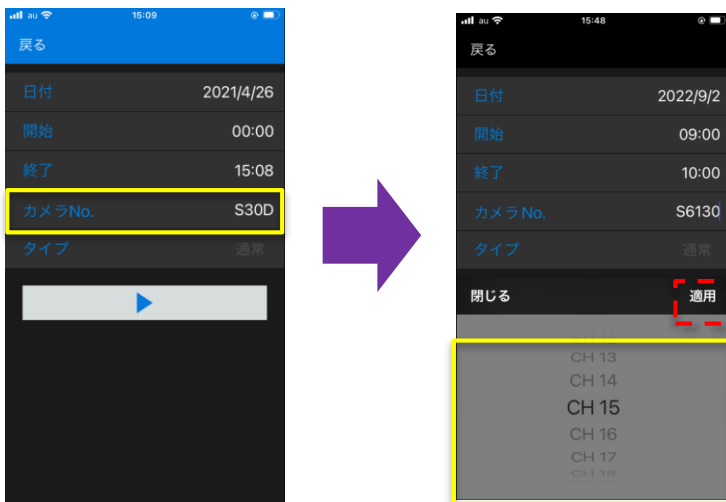 au 15:09
戻る
日付 2021/4/26
開始 00:00
終了 15:08
カメラNo. S30D
タイプ 通常
au 15:48
戻る
日付 2022/9/2
開始 09:00
終了 10:00
カメラNo. S6130
タイプ 通常
閉じる 適用
CH 13
CH 14
CH 15
CH 16
CH 17
CH 18